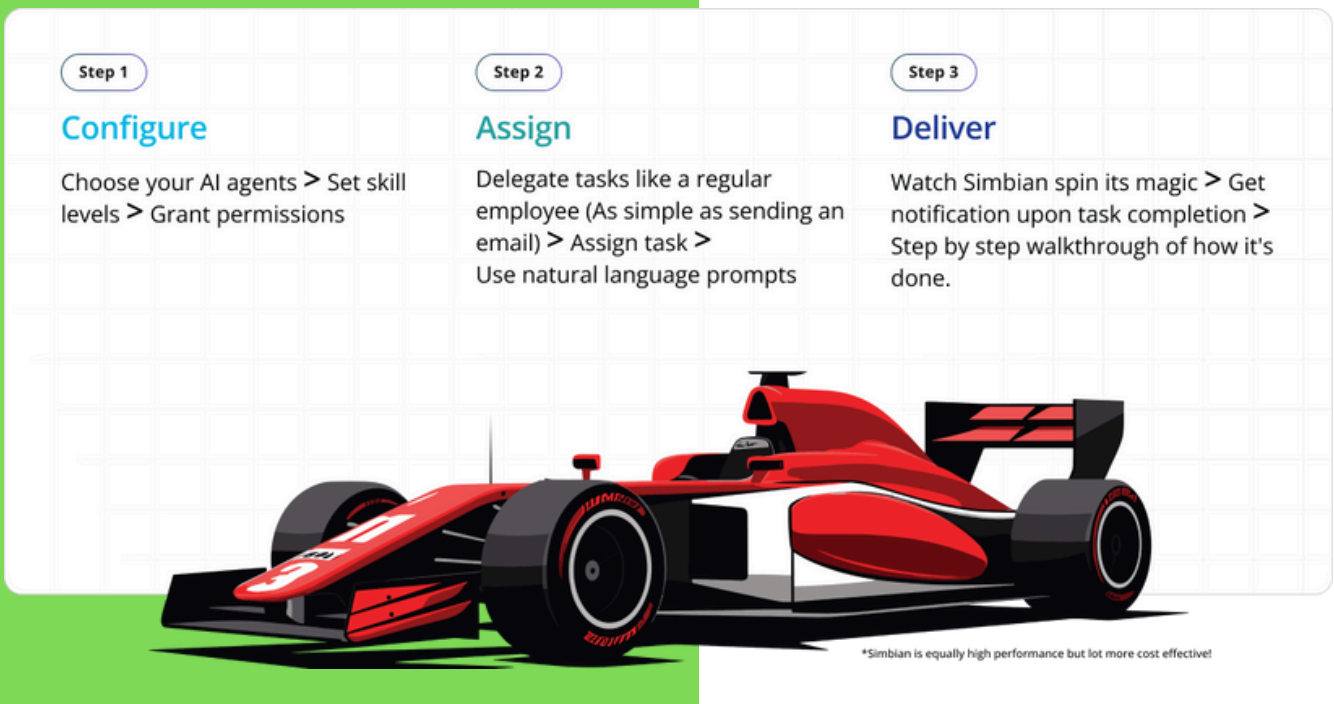 Step 1
Configure
Choose your AI agents > Set skill
levels > Grant permissions
Step 2
Assign
Delegate tasks like a regular
employee (As simple as sending an
email) > Assign task >
Use natural language prompts
Step 3
Deliver
Watch Simbian spin its magic > Get
notification upon task completion >
Step by step walkthrough of how it's
done.
*Simbian is equally high performance but lot more cost effective!